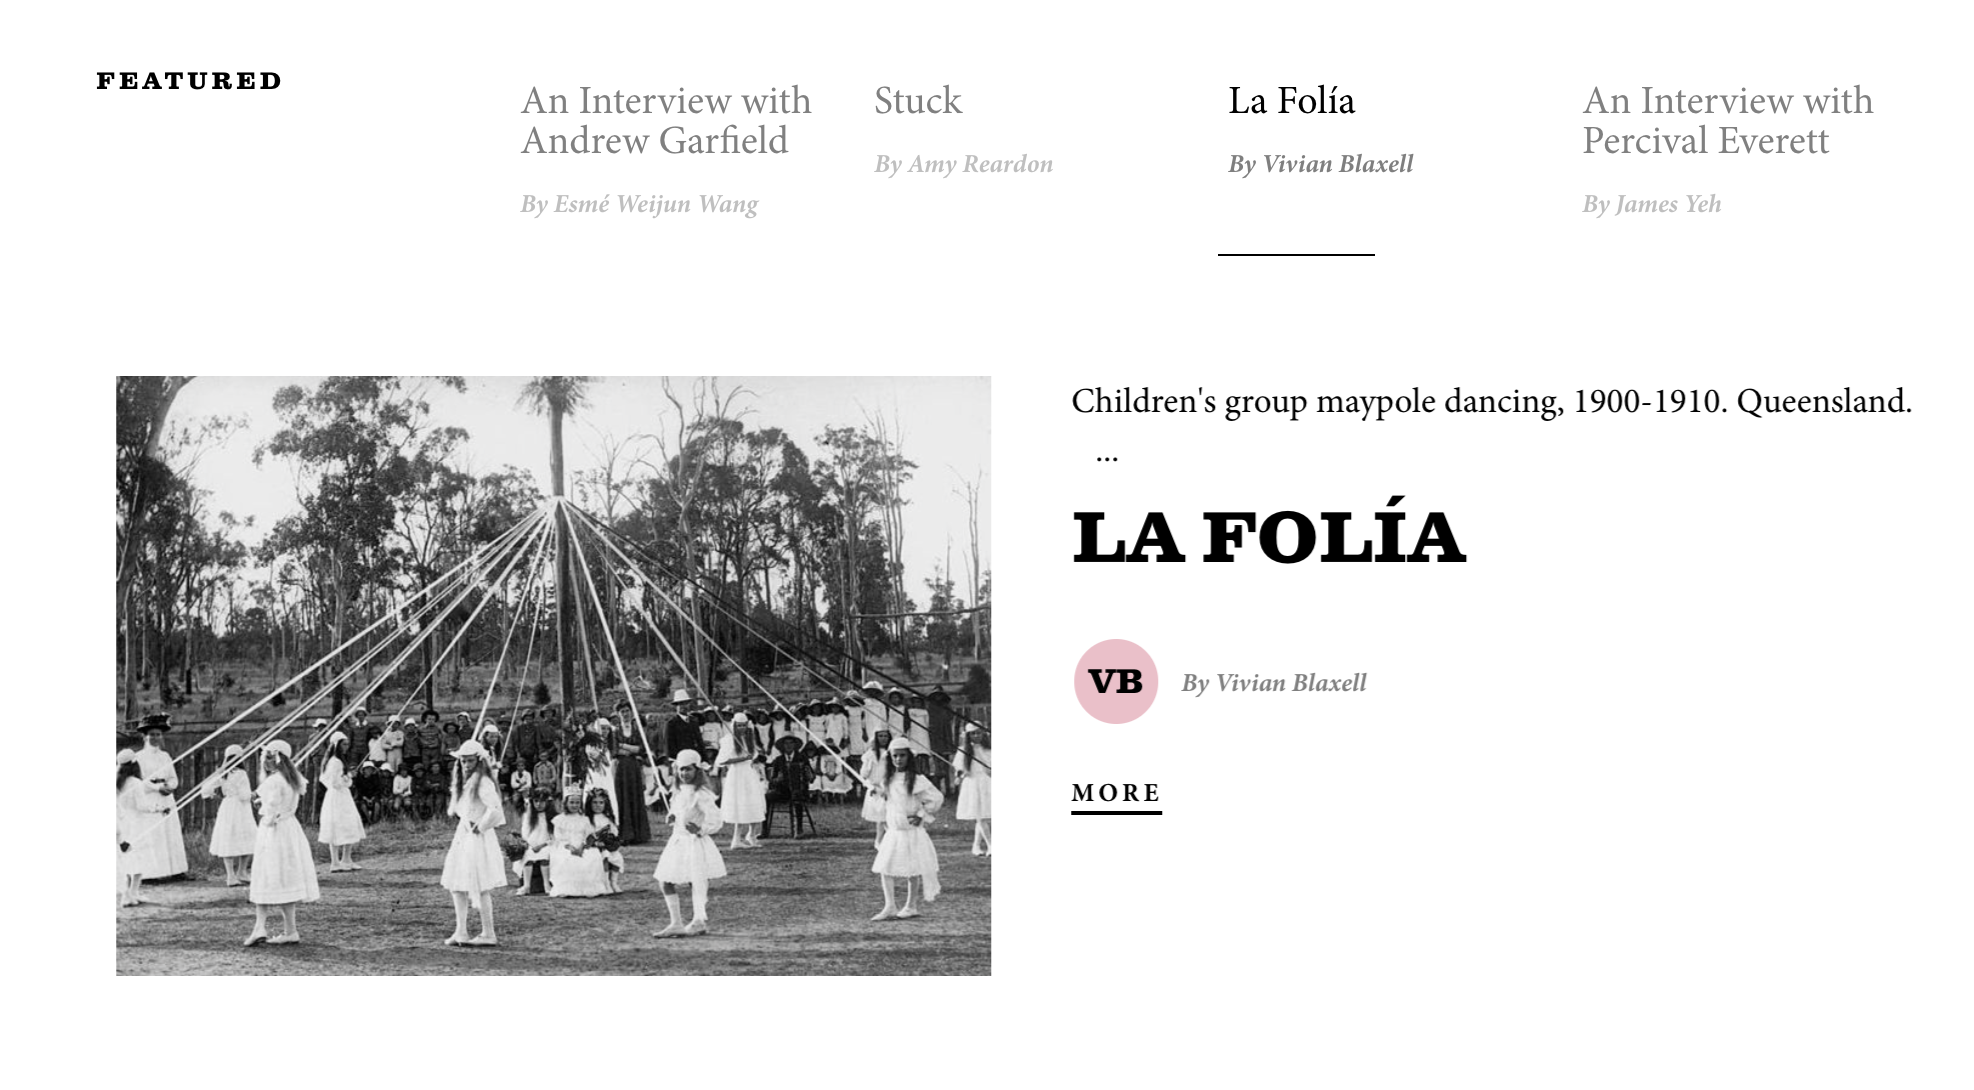 FEATURED
An Interview with
Andrew Garfield
By Esmé Weijun Wang
Stuck
By Amy Reardon
La Folía
By Vivian Blaxell
An Interview with
Percival Everett
By James Yeh
Children's group maypole dancing, 1900-1910. Queensland.
...
LA FOLÍA
VB
By Vivian Blaxell
MORE